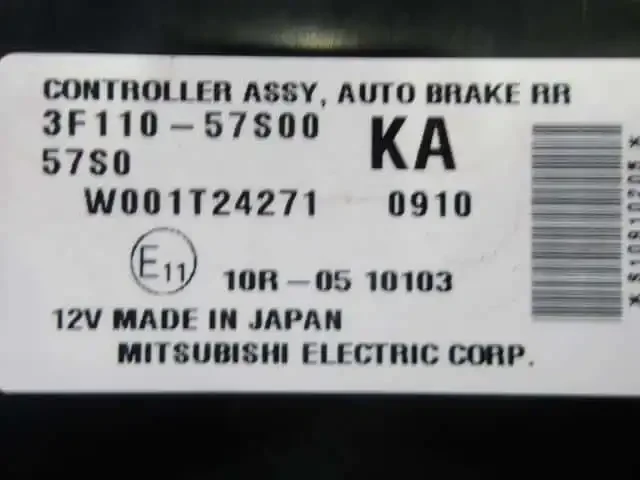 CONTROLLER ASSY, AUTO BRAKE RR
3F110-57S00 KA
57S0
W001T24271 0910
E11 10R-05 10103
12V MADE IN JAPAN
MITSUBISHI ELECTRIC CORP.